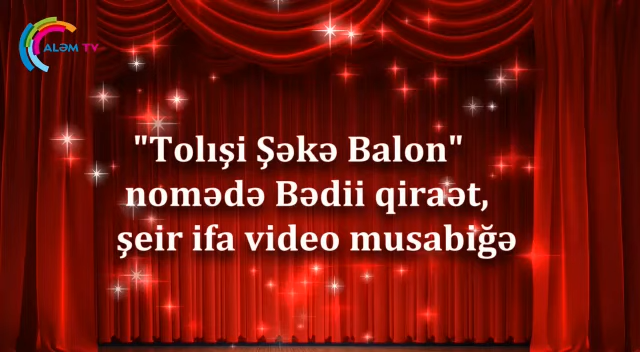 ALƏM TV
"Tolışi Şəkə Balon"
nomədə Bədii qiraət,
şeir ifa video musabiğə